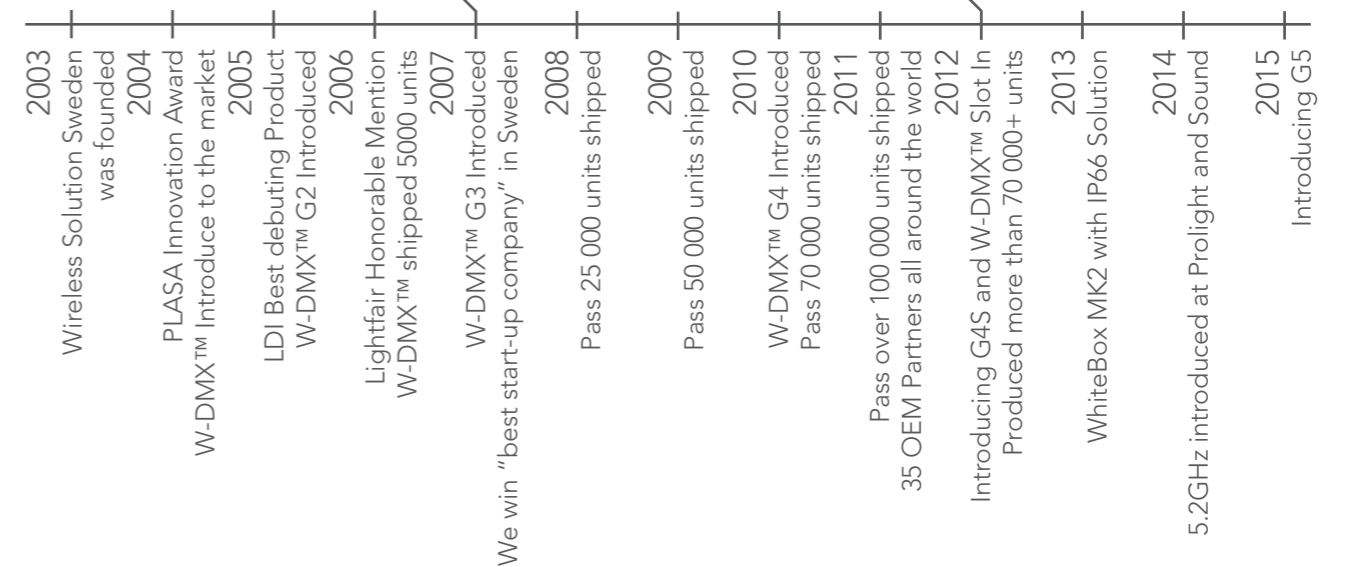 2003
Wireless Solution Sweden
was founded
2004
PLASA Innovation Award
W-DMX™ Introduce to the market
2005
LDI Best debuting Product
W-DMX™ G2 Introduced
2006
Lightfair Honorable Mention
W-DMX™ shipped 5000 units
2007
W-DMX™ G3 Introduced
We win “best start-up company” in Sweden
2008
Pass 25 000 units shipped
2009
Pass 50 000 units shipped
2010
W-DMX™ G4 Introduced
Pass 70 000 units shipped
2011
Pass over 100 000 units shipped
35 OEM Partners all around the world
2012
Introducing G4S and W-DMX™ Slot In
Produced more than 70 000+ units
2013
WhiteBox MK2 with IP66 Solution
2014
5.2GHz introduced at Prolight and Sound
2015
Introducing G5